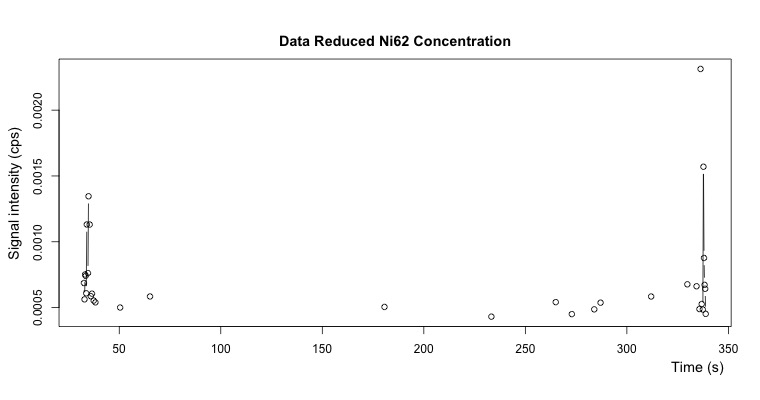 Data Reduced Ni62 Concentration
Signal intensity (cps)
0.0020
0.0015
0.0010
0.0005
50 100 150 200 250 300 350
Time (s)